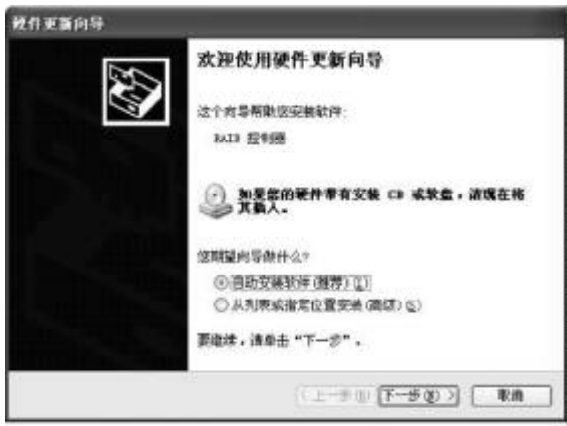 硬件更新向导
欢迎使用硬件更新向导
这个向导帮助您安装软件:
RAID 控制器
如果您的硬件带有安装 CD 或软盘，请现在将
其插入。
您期望向导做什么?
自动安装软件(推荐)(I)
从列表或指定位置安装(高级)(S)
要继续，请单击“下一步”。
<上一步(B) 下一步(N) > 取消